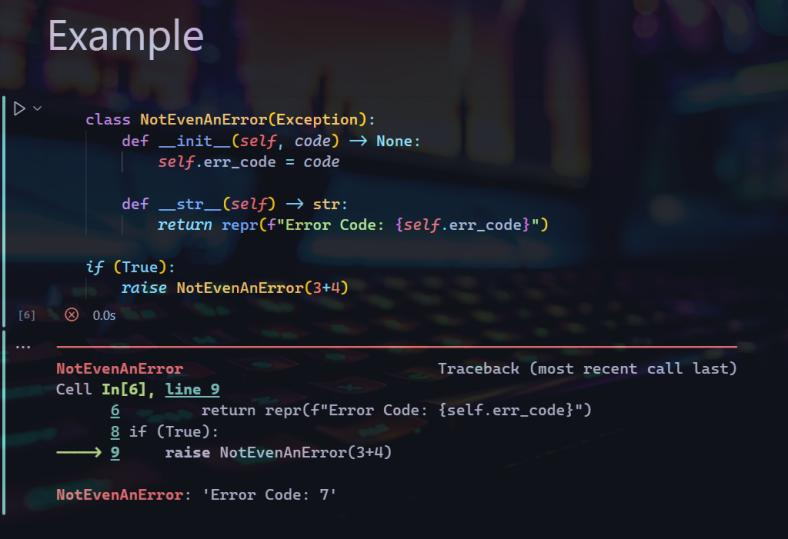 Example
class NotEvenAnError(Exception):
    def __init__(self, code) → None:
        self.err_code = code
    def __str__(self) → str:
        return repr(f"Error Code: {self.err_code}")
if (True):
    raise NotEvenAnError(3+4)
[6] 0.0s
...
NotEvenAnError Traceback (most recent call last)
Cell In[6], line 9
6         return repr(f"Error Code: {self.err_code}")
8 if (True):
⟶ 9     raise NotEvenAnError(3+4)
NotEvenAnError: 'Error Code: 7'